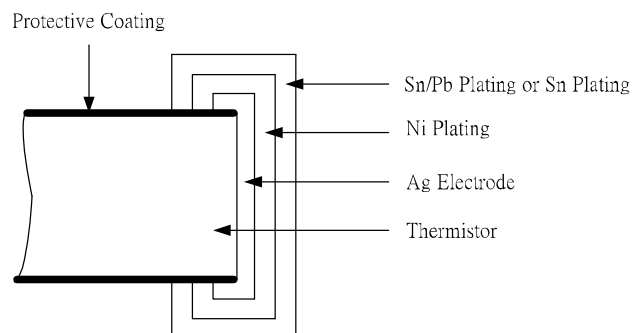 Protective Coating
Sn/Pb Plating or Sn Plating
Ni Plating
Ag Electrode
Thermistor